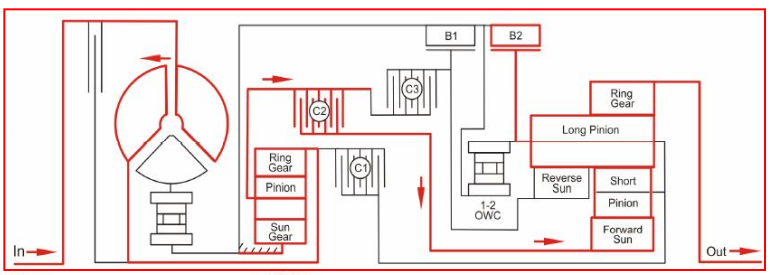 B1
B2
C3
C2
Ring
Gear
Long Pinion
Ring
Gear
Pinion
Sun
Gear
C1
1-2
OWC
Reverse
Sun
Short
Pinion
Forward
Sun
In
Out